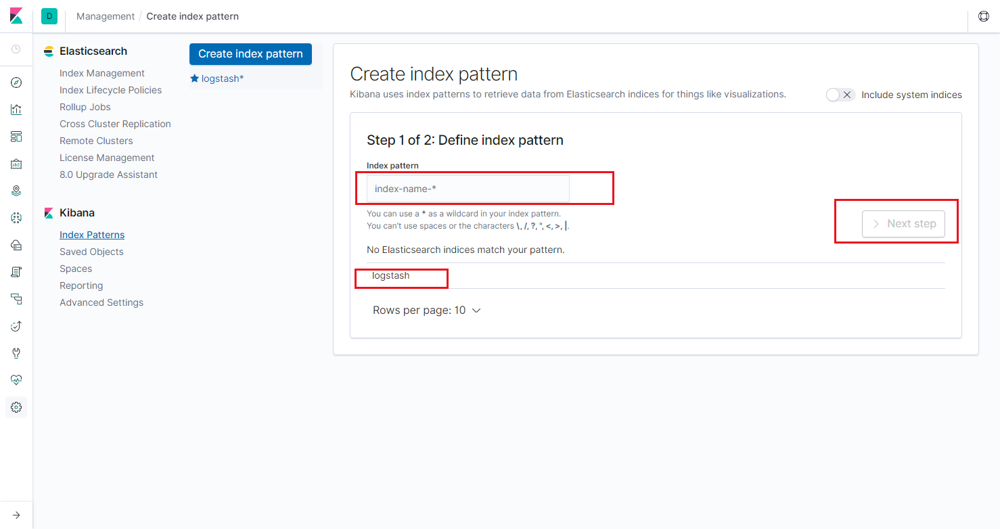 D
Management / Create index pattern
Elasticsearch
Index Management
Index Lifecycle Policies
Rollup Jobs
Cross Cluster Replication
Remote Clusters
License Management
8.0 Upgrade Assistant
Kibana
Index Patterns
Saved Objects
Spaces
Reporting
Advanced Settings
Create index pattern
logstash*
Create index pattern
Kibana uses index patterns to retrieve data from Elasticsearch indices for things like visualizations.
Include system indices
Step 1 of 2: Define index pattern
Index pattern
index-name-*
You can use a * as a wildcard in your index pattern.
You can't use spaces or the characters \, /, ?, ", <, >, |.
Next step
No Elasticsearch indices match your pattern.
logstash
Rows per page: 10